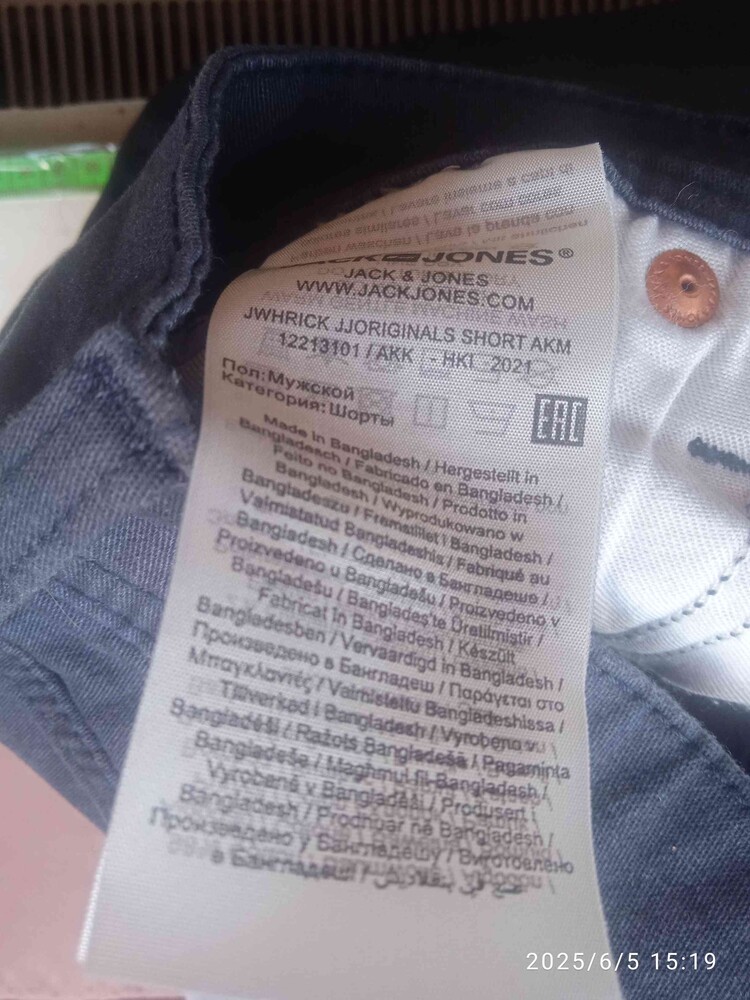 JACK & JONES®
JACK & JONES
WWW.JACKJONES.COM
JWHRICK JJORIGINALS SHORT AKM
12213101 / AKK / - HKI 2021
Пол: Мужской
Категория: Шорты
EAC
Made in Bangladesh / Hergestellt in
Bangladesch / Fabricado en Bangladesh /
Feito no Bangladesh / Prodotto in
Bangladesh / Wyprodukowano w
Bangladeszu / Fremstillet i Bangladesh /
Valmistatud Bangladeshis / Fabriqué au
Bangladesh / Сделано в Бангладеше /
Proizvedeno u Bangladešu / Proizvedeno v
Bangladešu / Bangladeş'te Üretilmiştir /
Fabricat în Bangladesh / Készült
Bangladesben / Vervaardigd in Bangladesh /
Произведено в Бангладеш / Παράγεται στο
Μπαγκλαντές / Valmistettu Bangladeshissa /
Tillverkad i Bangladesh / Vyrobeno v
Bangladéši / Ražots Bangladešā / Pagaminta
Bangladeše / Magħmul fil-Bangladesh /
Vyrobené v Bangladéši / Produsert i
Bangladesh / Prodhuar në Bangladesh /
Произведено у Бангладешу / Виготовлено
в Бангладеш / صنع في بنغلاديش
2025/6/5 15:19